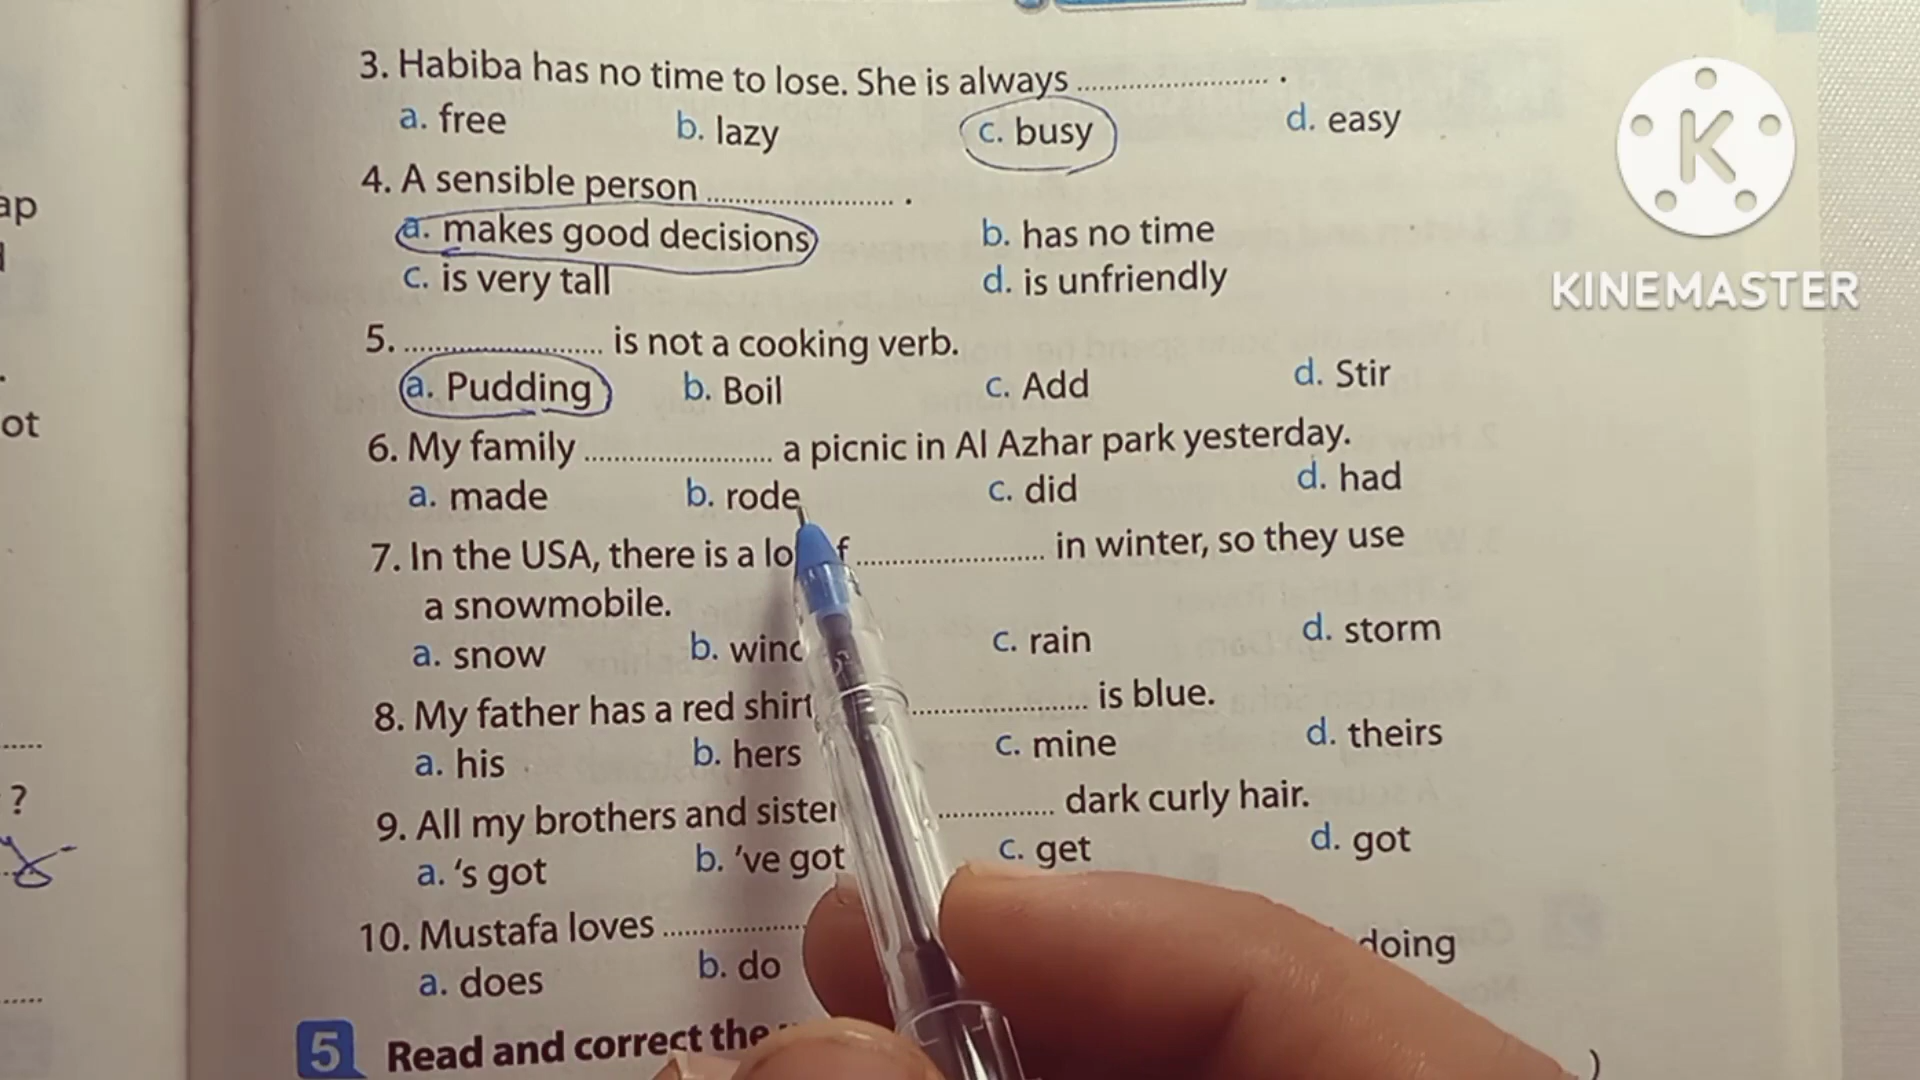 3. Habiba has no time to lose. She is always .......................... .
a. free b. lazy c. busy d. easy
4. A sensible person .......................... .
a. makes good decisions b. has no time
c. is very tall d. is unfriendly
5. .......................... is not a cooking verb.
a. Pudding b. Boil c. Add d. Stir
6. My family .......................... a picnic in Al Azhar park yesterday.
a. made b. rode c. did d. had
7. In the USA, there is a .......................... in winter, so they use
a snowmobile.
a. snow b. c. rain d. storm
8. My father has a red shirt .......................... is blue.
a. his b. hers c. mine d. theirs
9. All my brothers and sister ................ dark curly hair.
a. 's got b. 've got c. get d. got
10. Mustafa loves ..................
a. does b. do doing
5 Read and correct the
)
ap
ot
?
K
KINEMASTER